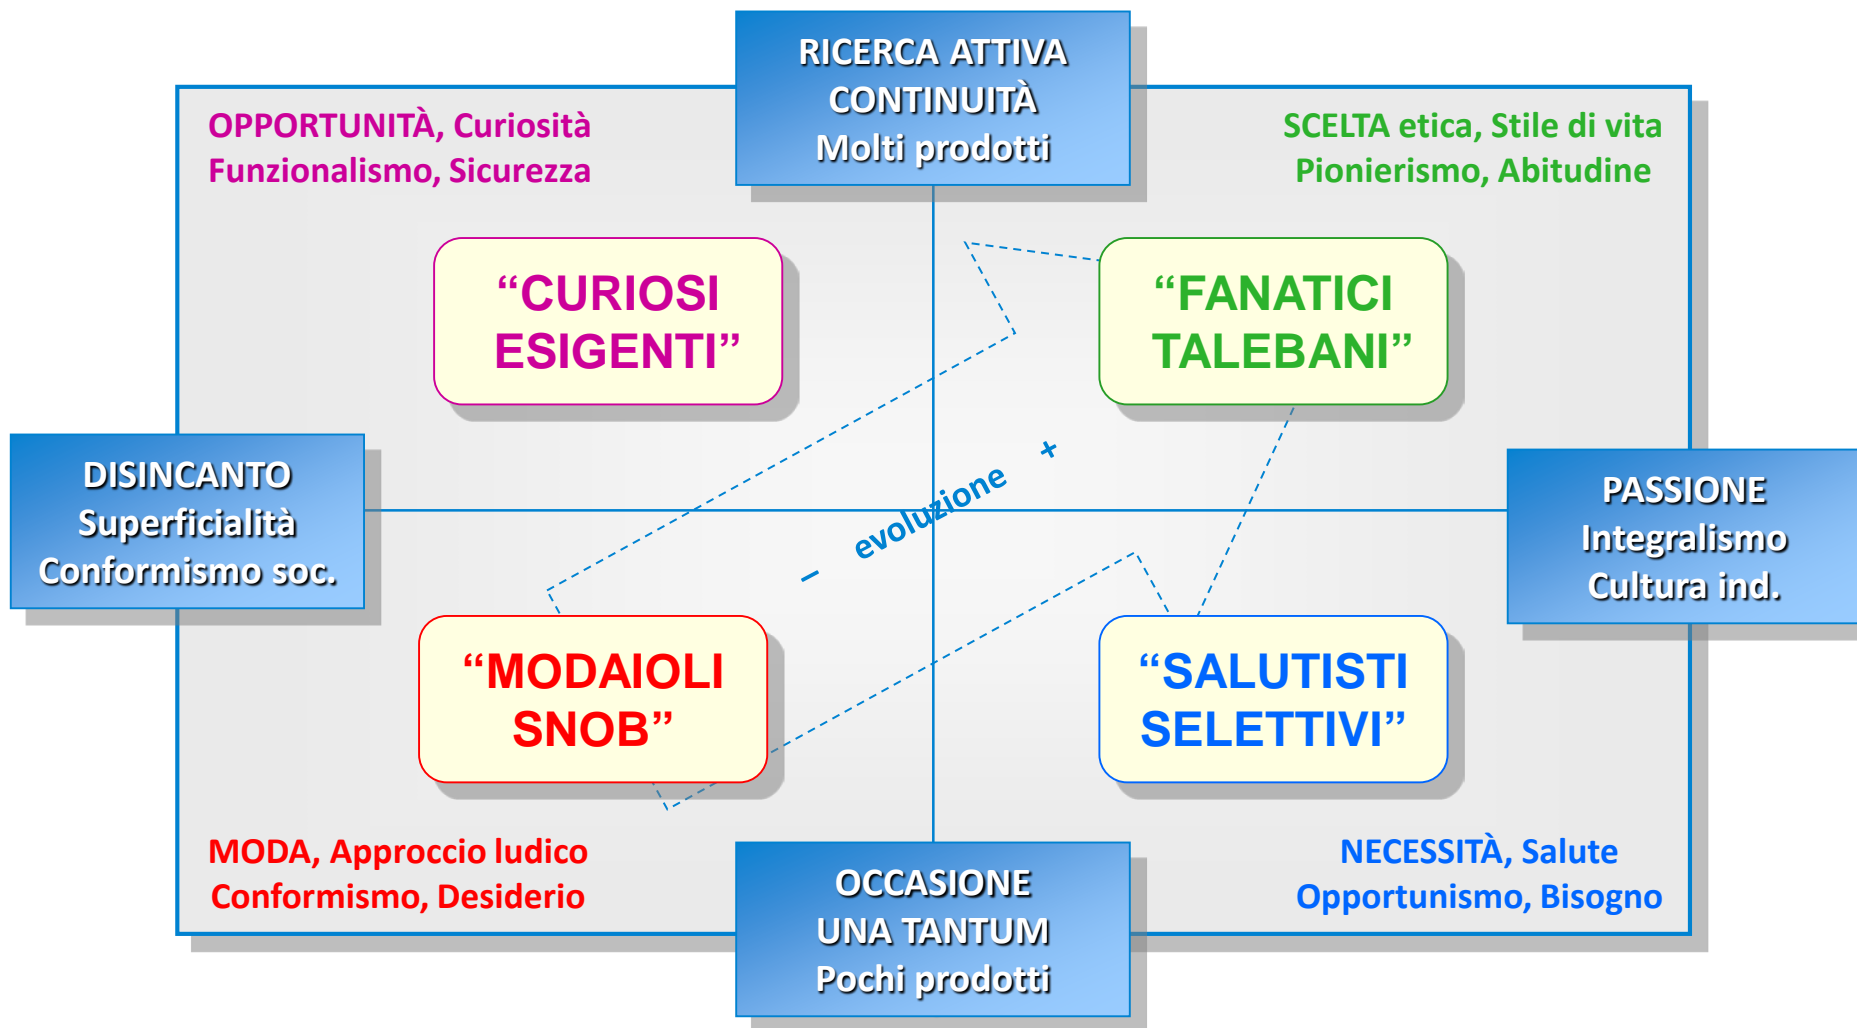 RICERCA ATTIVA
CONTINUITÀ
Molti prodotti
OPPORTUNITÀ, Curiosità
Funzionalismo, Sicurezza
SCELTA etica, Stile di vita
Pionierismo, Abitudine
“CURIOSI
ESIGENTI”
“FANATICI
TALEBANI”
DISINCANTO
Superficialità
Conformismo soc.
– evoluzione +
PASSIONE
Integralismo
Cultura ind.
“MODAIOLI
SNOB”
“SALUTISTI
SELETTIVI”
MODA, Approccio ludico
Conformismo, Desiderio
OCCASIONE
UNA TANTUM
Pochi prodotti
NECESSITÀ, Salute
Opportunismo, Bisogno